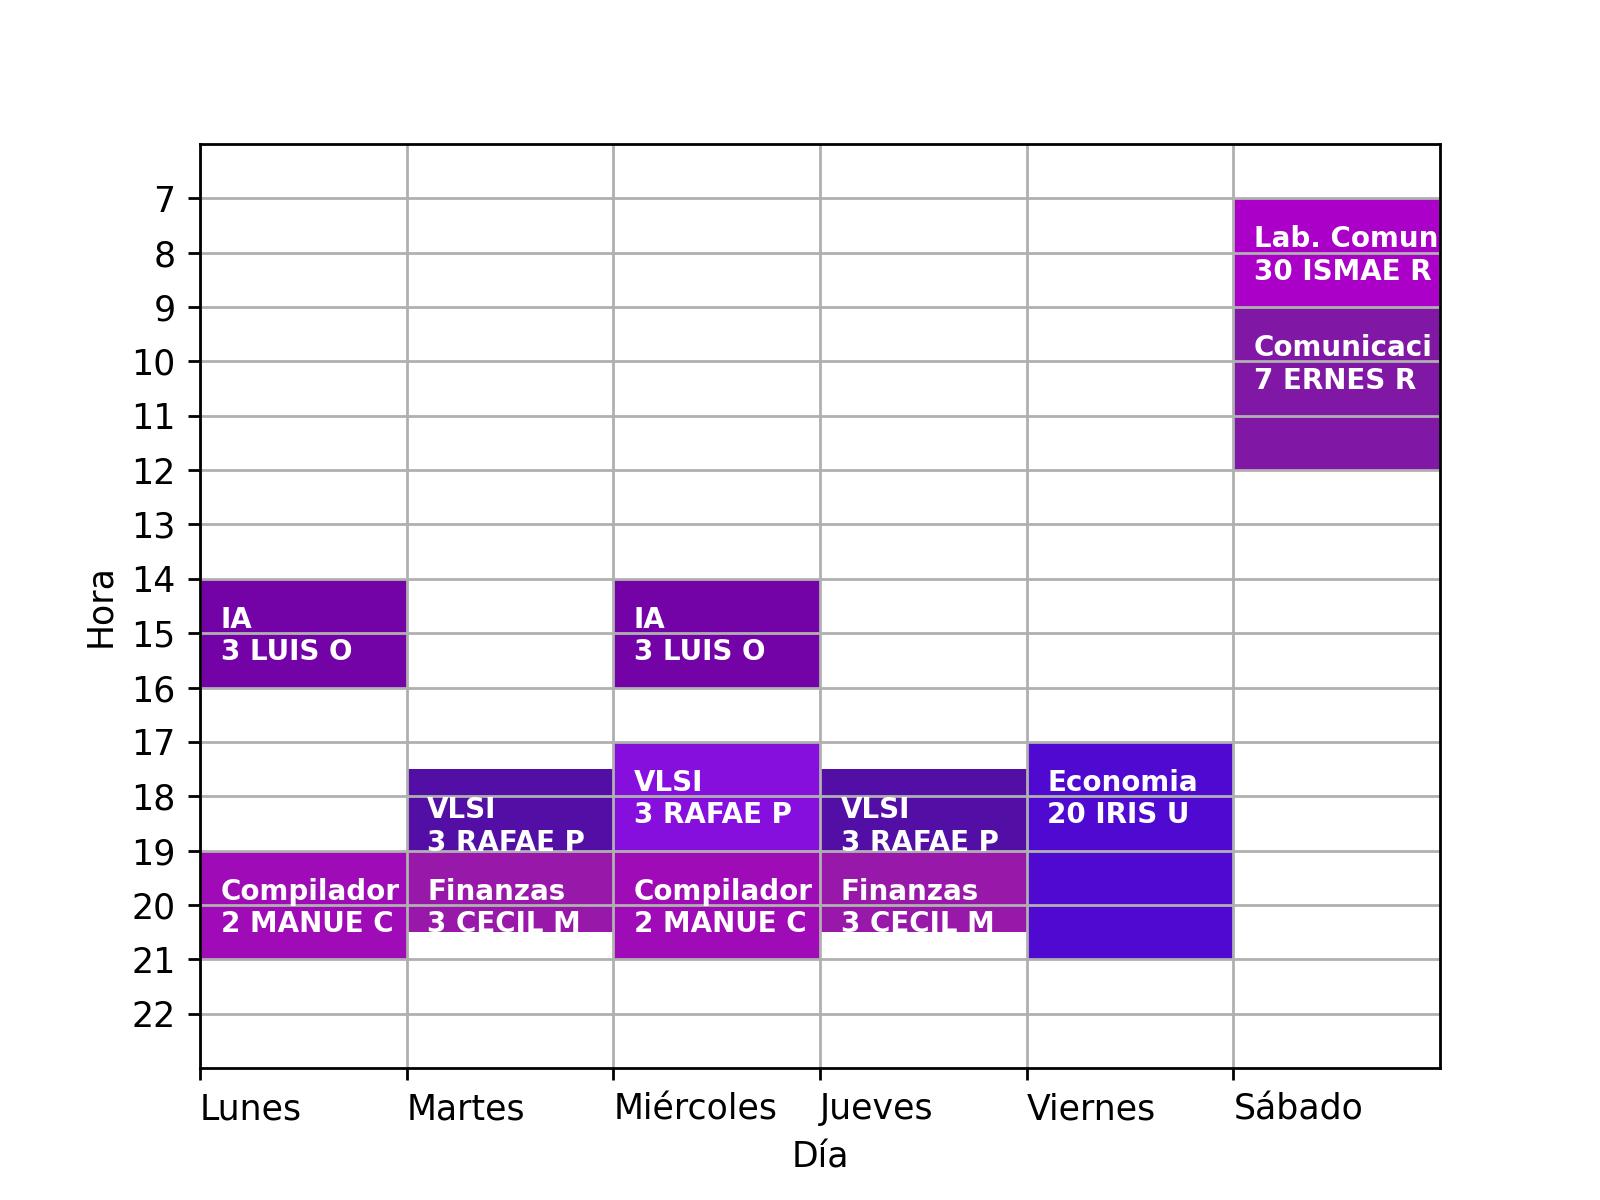 7
8
9
10
11
12
13
14
15
16
17
18
19
20
21
22
Hora
Lab. Comun
30 ISMAE R
Comunicaci
7 ERNES R
IA
3 LUIS O
IA
3 LUIS O
VLSI
3 RAFAE P
VLSI
3 RAFAE P
VLSI
3 RAFAE P
Economia
20 IRIS U
Compilador
2 MANUE C
Finanzas
3 CECIL M
Compilador
2 MANUE C
Finanzas
3 CECIL M
Lunes
Martes
Miércoles
Jueves
Viernes
Sábado
Día